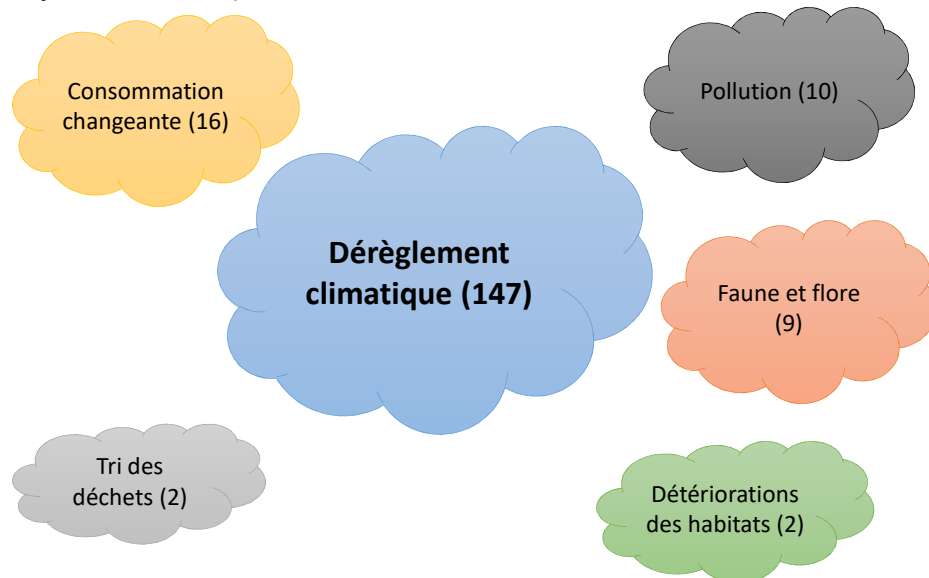 Consommation
changeante (16)
Pollution (10)
Dérèglement
climatique (147)
Faune et flore
(9)
Tri des
déchets (2)
Détériorations
des habitats (2)